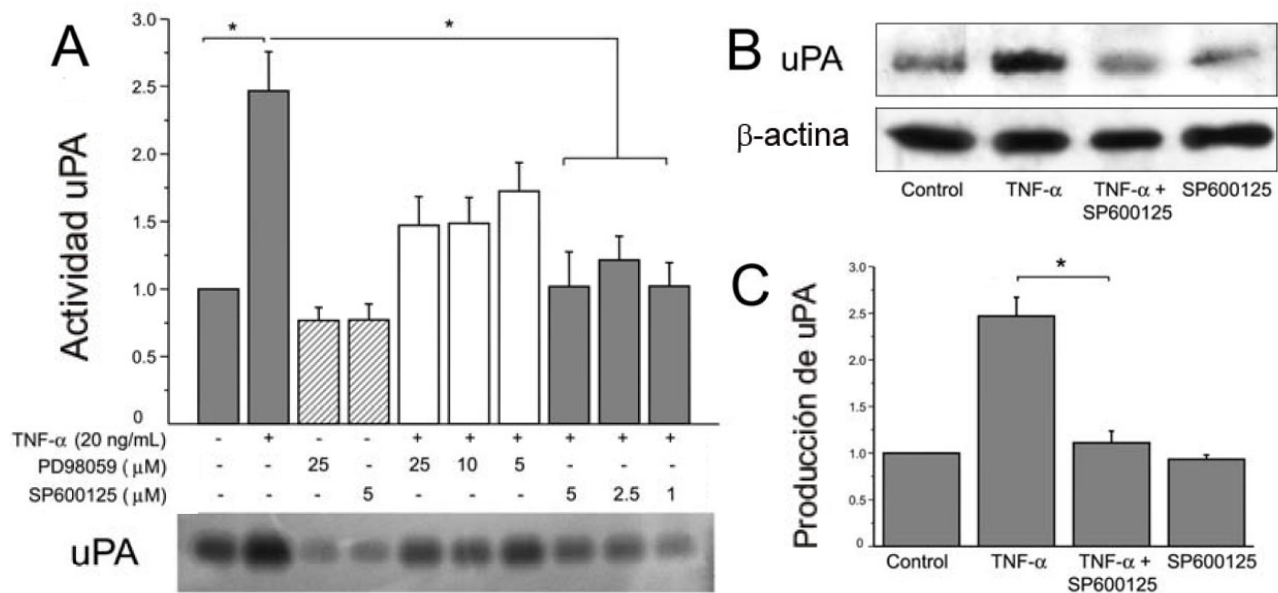 A
Actividad uPA
3.0
2.5
2.0
1.5
1.0
0.5
0
*
*
TNF-α (20 ng/mL) - + - - + + + + + +
PD98059 (μM) - - 25 - 25 10 5 - - -
SP600125 (μM) - - - 5 - - - 5 2.5 1
uPA
B
uPA
β-actina
Control TNF-α TNF-α + SP600125
SP600125
C
Producción de uPA
3.0
2.5
2.0
1.5
1.0
0.5
0
*
Control TNF-α TNF-α + SP600125
SP600125